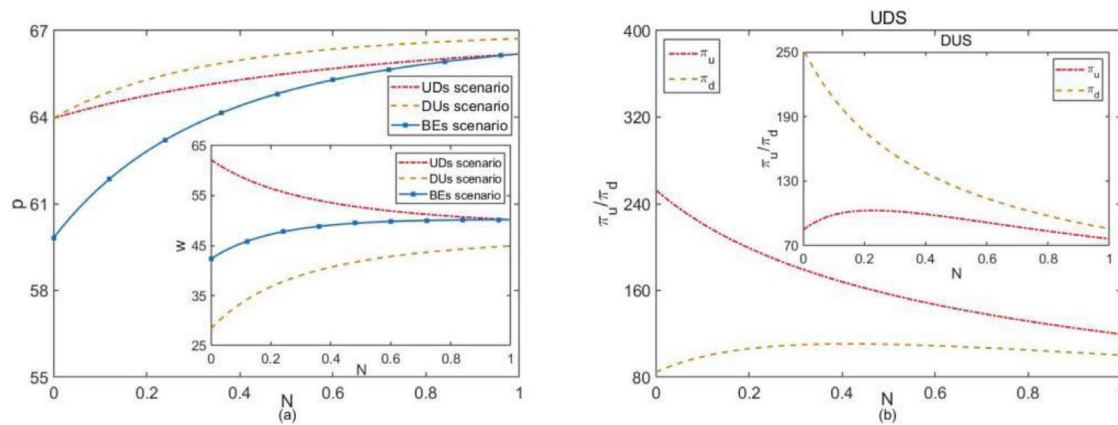 67
64
61
58
55
p
0
0.2
0.4
0.6
0.8
1
N
(a)
UDs scenario
DUs scenario
BEs scenario
65
55
45
35
25
w
0
0.2
0.4
0.6
0.8
1
N
UDs scenario
DUs scenario
BEs scenario
UDS
400
320
240
160
80
π_u/π_d
0
0.2
0.4
0.6
0.8
1
N
(b)
π_u
π_d
DUS
250
190
130
70
π_u/π_d
0
0.2
0.4
0.6
0.8
1
N
π_u
π_d